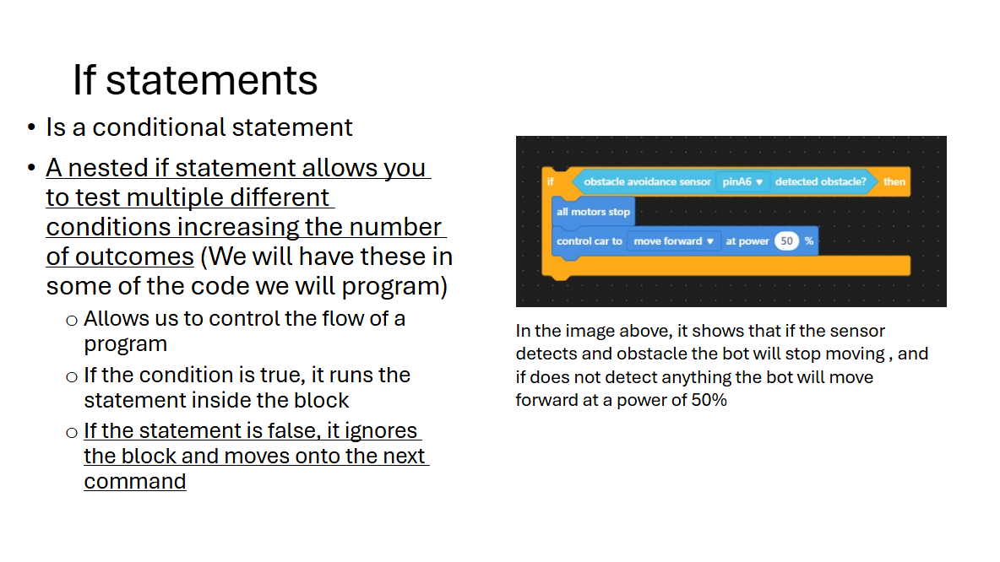 If statements
• Is a conditional statement
• A nested if statement allows you
to test multiple different
conditions increasing the number
of outcomes (We will have these in
some of the code we will program)
o Allows us to control the flow of a
program
o If the condition is true, it runs the
statement inside the block
o If the statement is false, it ignores
the block and moves onto the next
command
if obstacle avoidance sensor pinA6 ▼ detected obstacle? then
all motors stop
control car to move forward ▼ at power 50 %
In the image above, it shows that if the sensor
detects and obstacle the bot will stop moving , and
if does not detect anything the bot will move
forward at a power of 50%